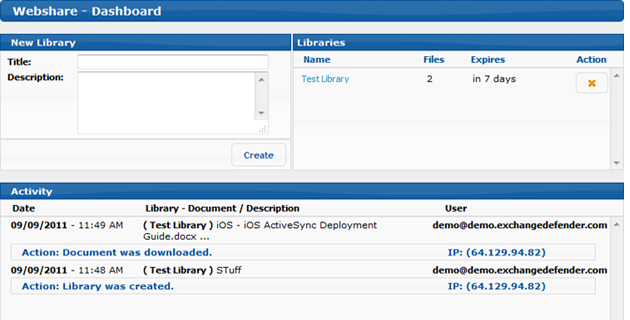 Webshare - Dashboard
New Library
Title:
Description:
Create
Libraries
Name Files Expires Action
Test Library 2 in 7 days
Activity
Date Library - Document / Description User
09/09/2011 - 11:49 AM ( Test Library ) iOS - iOS ActiveSync Deployment demo@demo.exchangedefender.com
Guide.docx ...
Action: Document was downloaded. IP: (64.129.94.82)
09/09/2011 - 11:48 AM ( Test Library ) STuff demo@demo.exchangedefender.com
Action: Library was created. IP: (64.129.94.82)